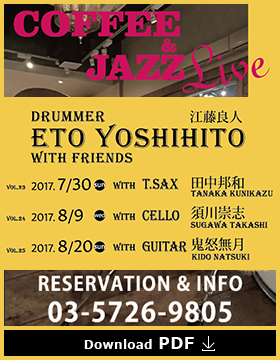 COFFEE
&
JAZZ Live
DRUMMER 江藤良人
ETO YOSHIHITO
WITH FRIENDS
VOL.23 2017. 7/30 SUN WITH T.SAX 田中邦和
TANAKA KUNIKAZU
VOL.24 2017. 8/9 WED WITH CELLO 須川崇志
SUGAWA TAKASHI
VOL.25 2017. 8/20 SUN WITH GUITAR 鬼怒無月
KIDO NATSUKI
RESERVATION & INFO
03-5726-9805
Download PDF